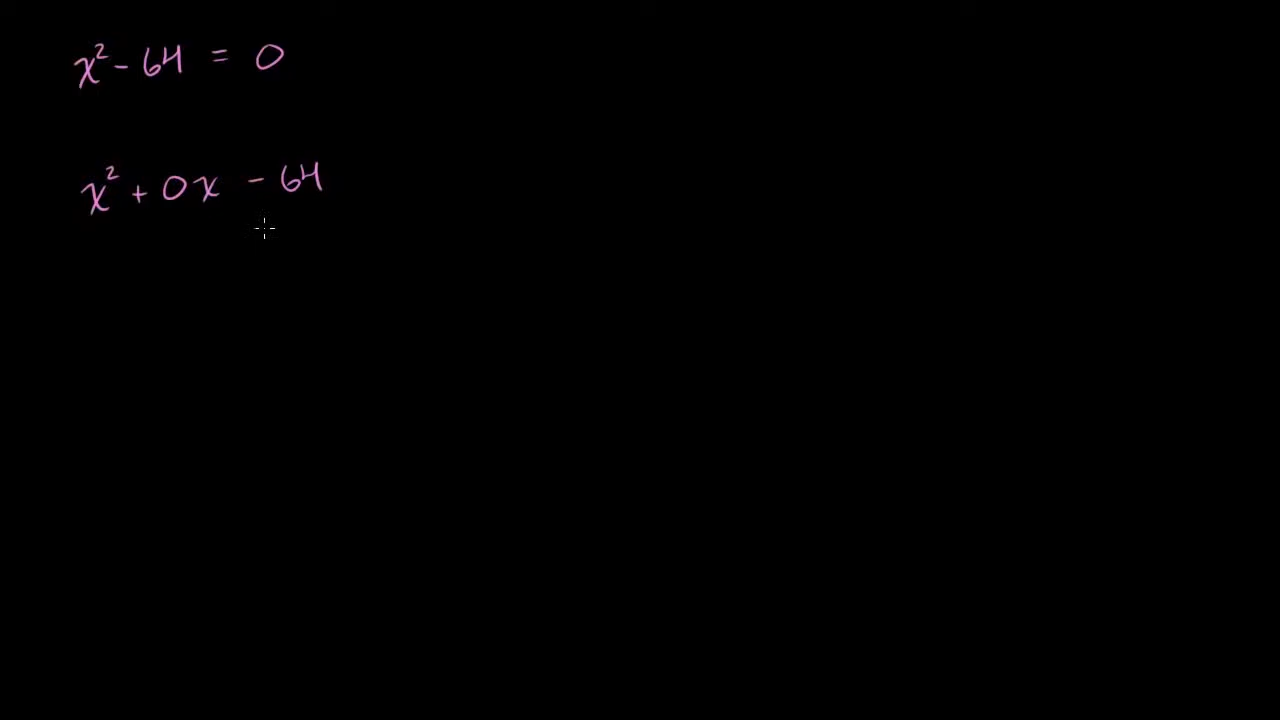 x² - 64 = 0
x² + 0x - 64